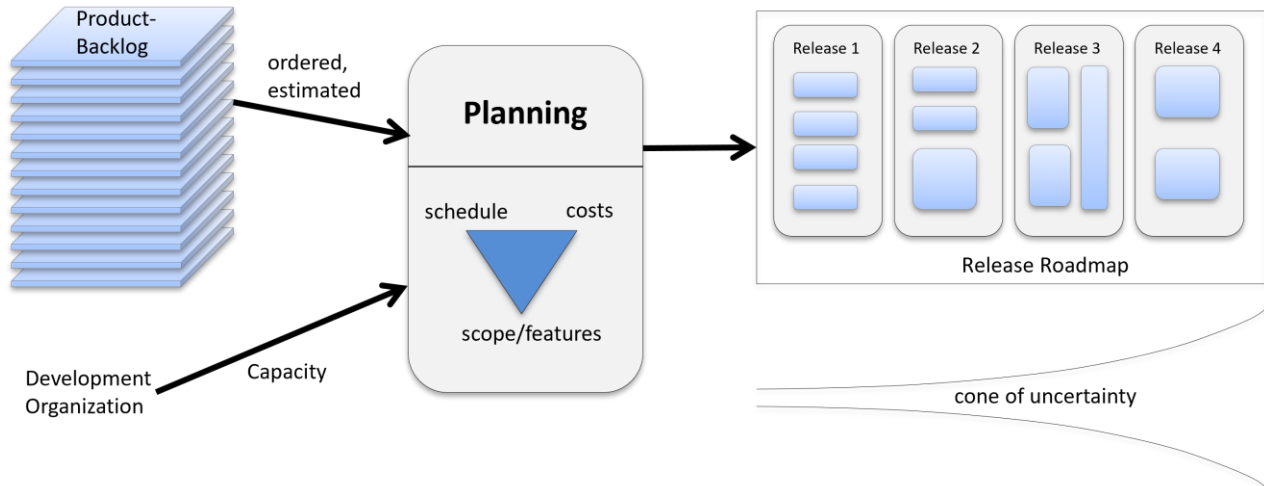 Product-
Backlog
ordered,
estimated
Planning
schedule
costs
scope/features
Development
Organization
Capacity
Release 1
Release 2
Release 3
Release 4
Release Roadmap
cone of uncertainty